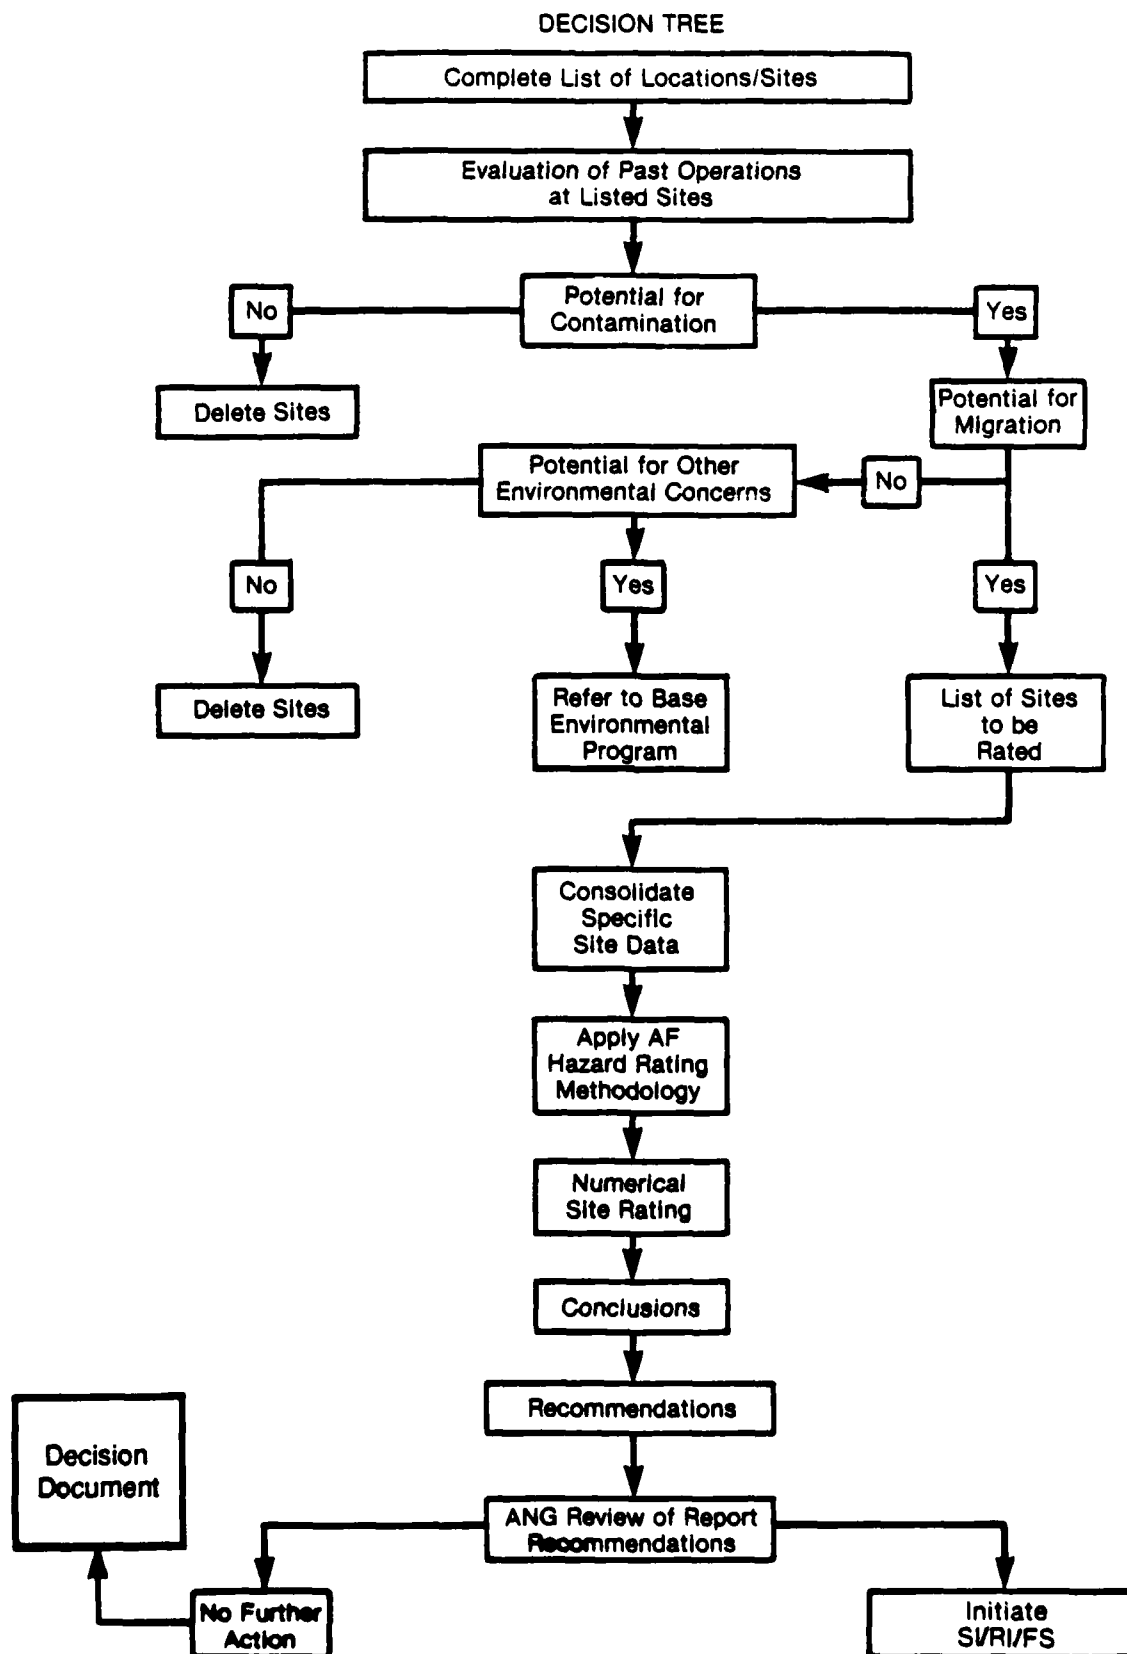 DECISION TREE
Complete List of Locations/Sites
Evaluation of Past Operations
at Listed Sites
Potential for
Contamination
No
Yes
Delete Sites
Potential for
Migration
Potential for Other
Environmental Concerns
No
No
Yes
Yes
Delete Sites
Refer to Base
Environmental
Program
List of Sites
to be
Rated
Consolidate
Specific
Site Data
Apply AF
Hazard Rating
Methodology
Numerical
Site Rating
Conclusions
Recommendations
Decision
Document
ANG Review of Report
Recommendations
No Further
Action
Initiate
SI/RI/FS